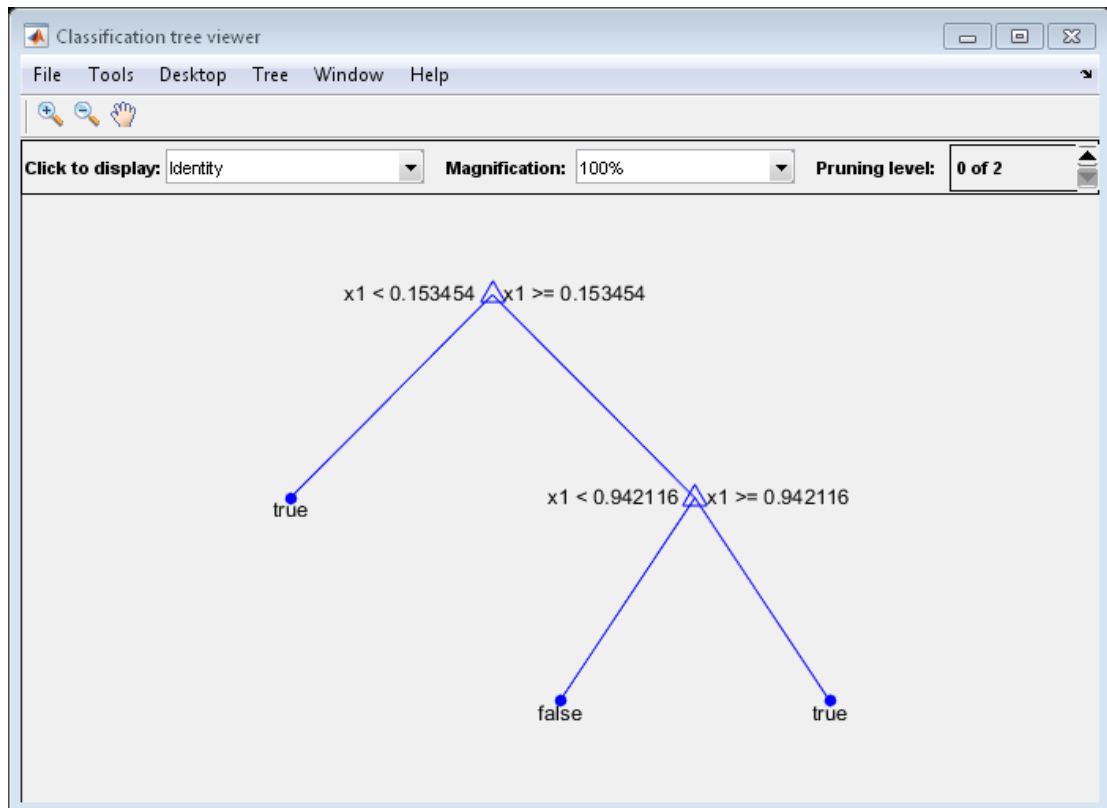 Classification tree viewer
File Tools Desktop Tree Window Help
Click to display: Identity Magnification: 100% Pruning level: 0 of 2
x1 < 0.153454 x1 >= 0.153454
true
x1 < 0.942116 x1 >= 0.942116
false
true